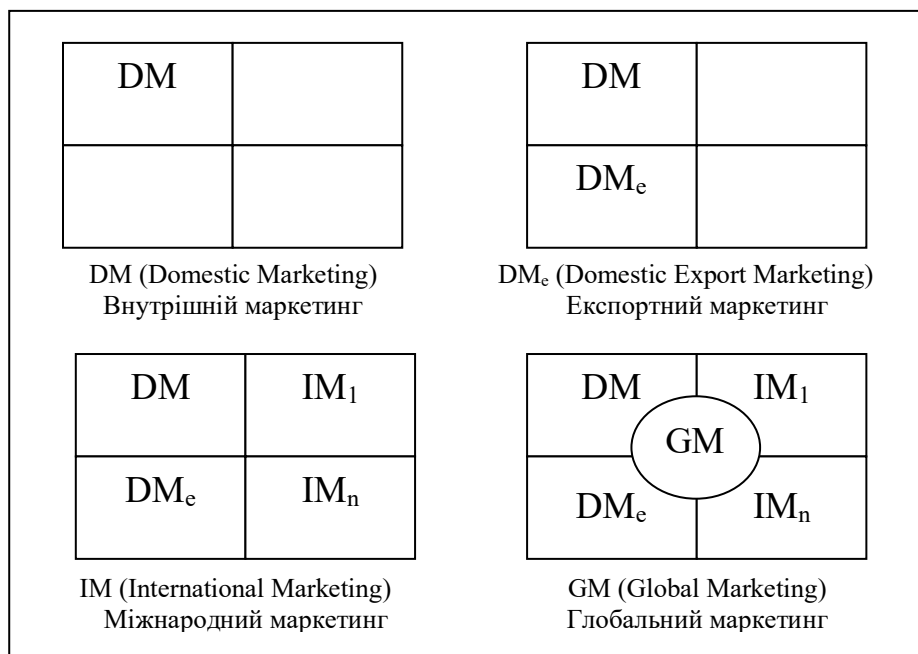 DM
DM
DMₑ
DM (Domestic Marketing)
Внутрішній маркетинг
DMₑ (Domestic Export Marketing)
Експортний маркетинг
DM IM₁
DMₑ IMₙ
DM IM₁
GM
DMₑ IMₙ
IM (International Marketing)
Міжнародний маркетинг
GM (Global Marketing)
Глобальний маркетинг